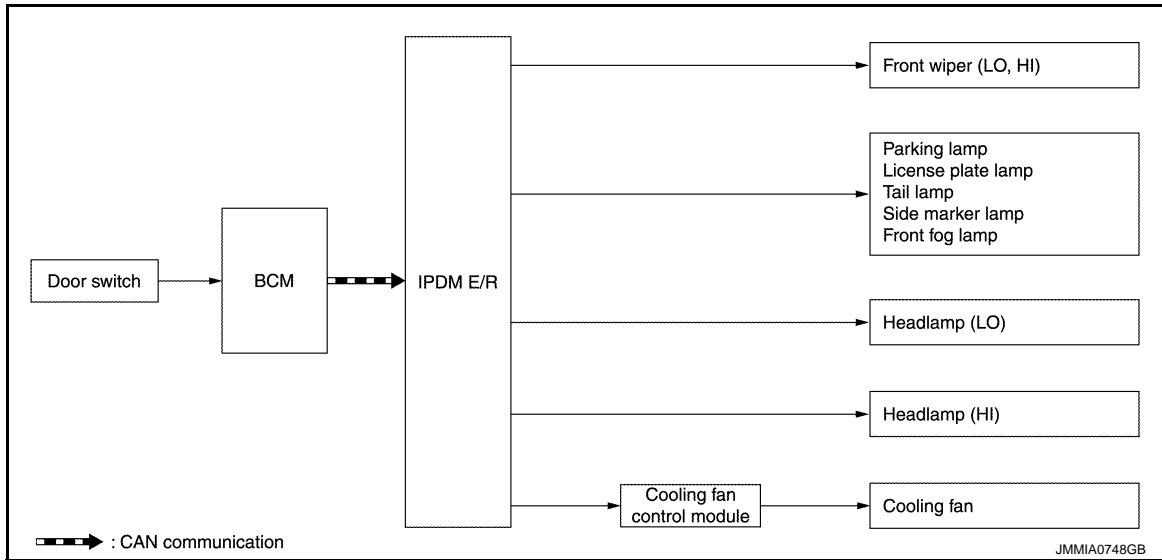 Door switch
BCM
IPDM E/R
Front wiper (LO, HI)
Parking lamp
License plate lamp
Tail lamp
Side marker lamp
Front fog lamp
Headlamp (LO)
Headlamp (HI)
Cooling fan
control module
Cooling fan
: CAN communication
JMMIA0748GB